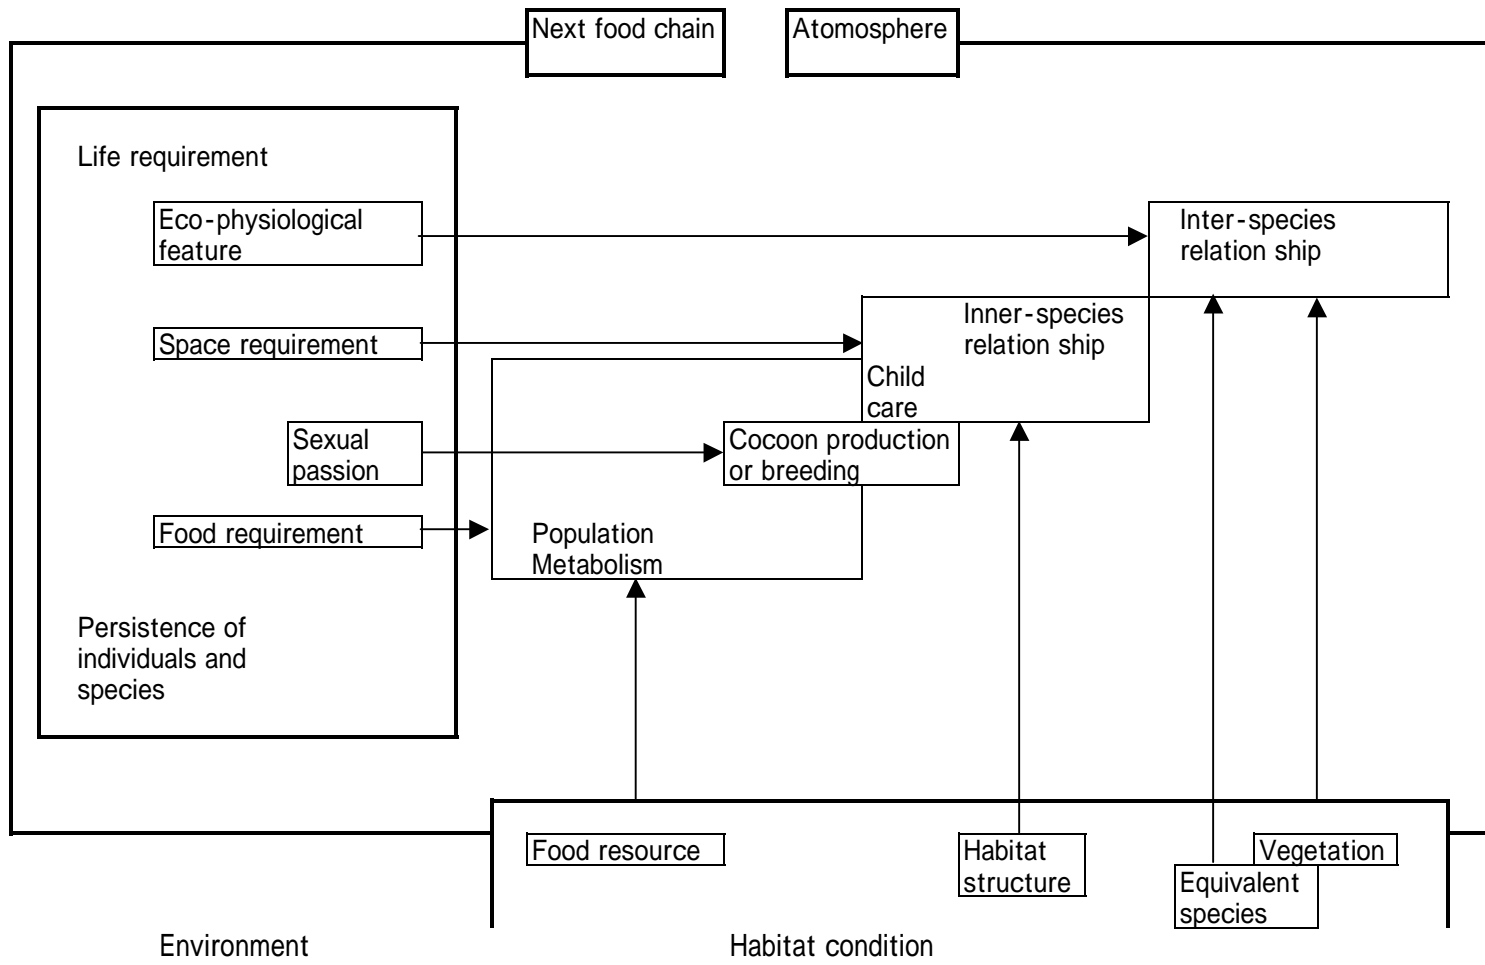 Next food chain
Atomosphere
Life requirement
Eco-physiological
feature
Inter-species
relation ship
Space requirement
Inner-species
relation ship
Child
care
Sexual
passion
Cocoon production
or breeding
Food requirement
Population
Metabolism
Persistence of
individuals and
species
Food resource
Habitat
structure
Vegetation
Equivalent
species
Environment
Habitat condition